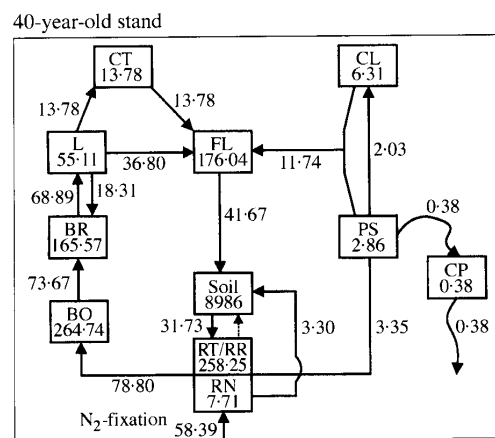 40-year-old stand
CT
13·78
CL
6·31
13·78
13·78
L
55·11
36·80
FL
176·04
11·74
2·03
68·89
18·31
41·67
0·38
BR
165·57
PS
2·86
CP
0·38
73·67
Soil
8986
BO
264·74
31·73
3·30
3·35
0·38
RT/RR
258·25
78·80
RN
7·71
N2-fixation
58·39